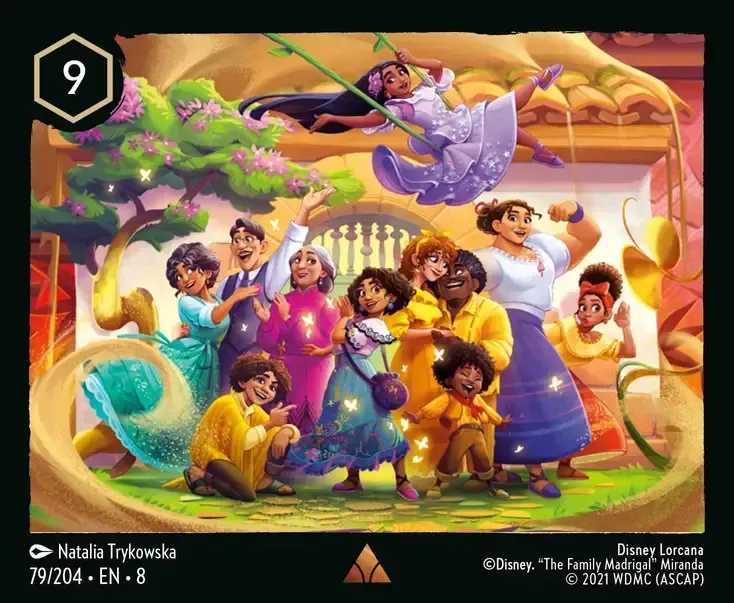 9
Natalia Trykowska
79/204 • EN • 8
Disney Lorcana
©Disney. “The Family Madrigal” Miranda
© 2021 WDMC (ASCAP)